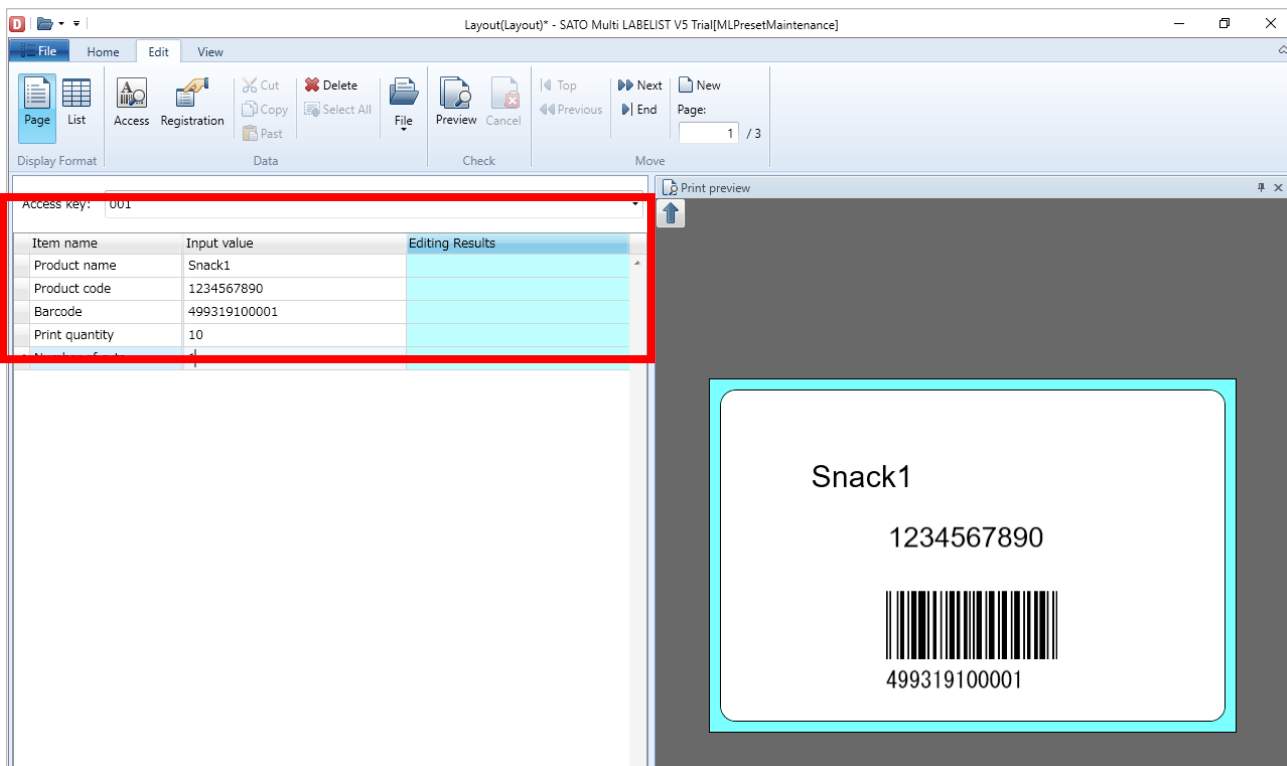 Layout(Layout)* - SATO Multi LABELIST V5 Trial[MLPresetMaintenance]
File Home Edit View
Page List Access Registration Cut Copy Past Delete Select All File Preview Cancel Top Previous Next End New Page: 1 / 3
Display Format Data Check Move
Print preview
Access key: 001
Item name Input value Editing Results
Product name Snack1
Product code 1234567890
Barcode 499319100001
Print quantity 10
Snack1
1234567890
499319100001